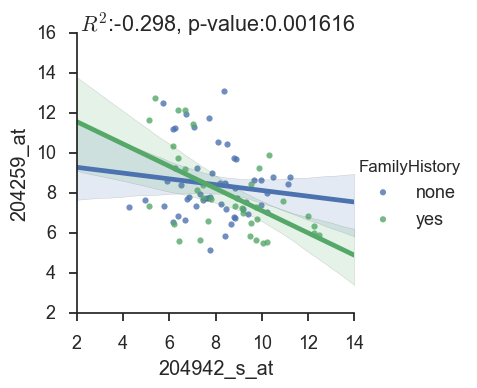 R²:-0.298, p-value:0.001616
16
14
12
10
8
6
4
2
204259_at
2 4 6 8 10 12 14
204942_s_at
FamilyHistory
none
yes